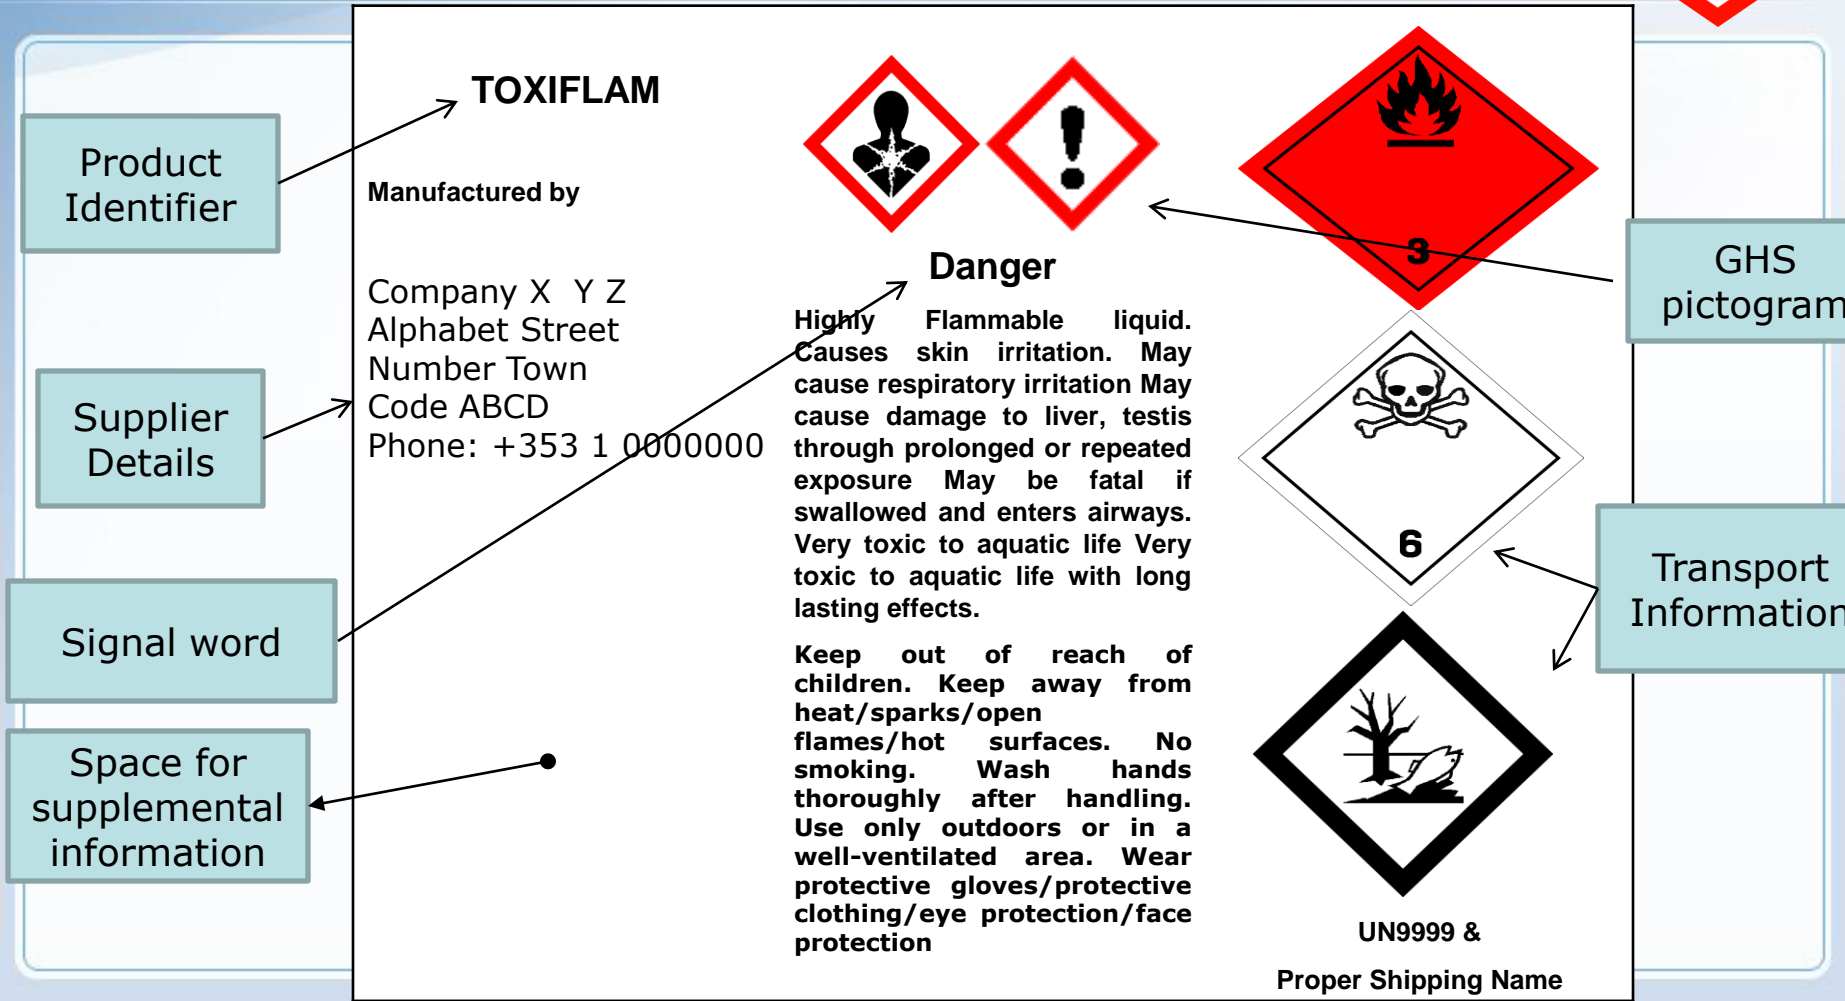 Product
Identifier
Supplier
Details
Signal word
Space for
supplemental
information
TOXIFLAM
Manufactured by
Company X Y Z
Alphabet Street
Number Town
Code ABCD
Phone: +353 1 0000000
Danger
Highly Flammable liquid.
Causes skin irritation. May
cause respiratory irritation May
cause damage to liver, testis
through prolonged or repeated
exposure May be fatal if
swallowed and enters airways.
Very toxic to aquatic life Very
toxic to aquatic life with long
lasting effects.
Keep out of reach of
children. Keep away from
heat/sparks/open
flames/hot surfaces. No
smoking. Wash hands
thoroughly after handling.
Use only outdoors or in a
well-ventilated area. Wear
protective gloves/protective
clothing/eye protection/face
protection
3
6
UN9999 &
Proper Shipping Name
GHS
pictogram
Transport
Information